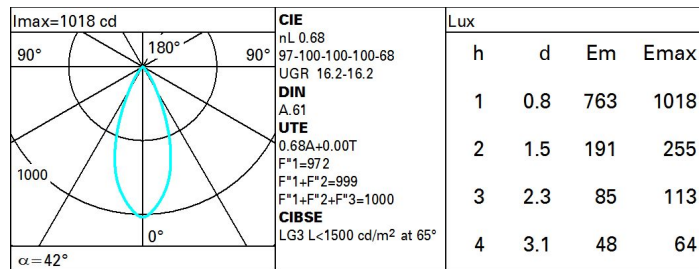 Imax=1018 cd
90° 180° 90°
1000
0°
α=42°
CIE
nL 0.68
97-100-100-100-68
UGR 16.2-16.2
DIN
A.61
UTE
0.68A+0.00T
F"1=972
F"1+F"2=999
F"1+F"2+F"3=1000
CIBSE
LG3 L<1500 cd/m² at 65°
Lux
h d Em Emax
1 0.8 763 1018
2 1.5 191 255
3 2.3 85 113
4 3.1 48 64